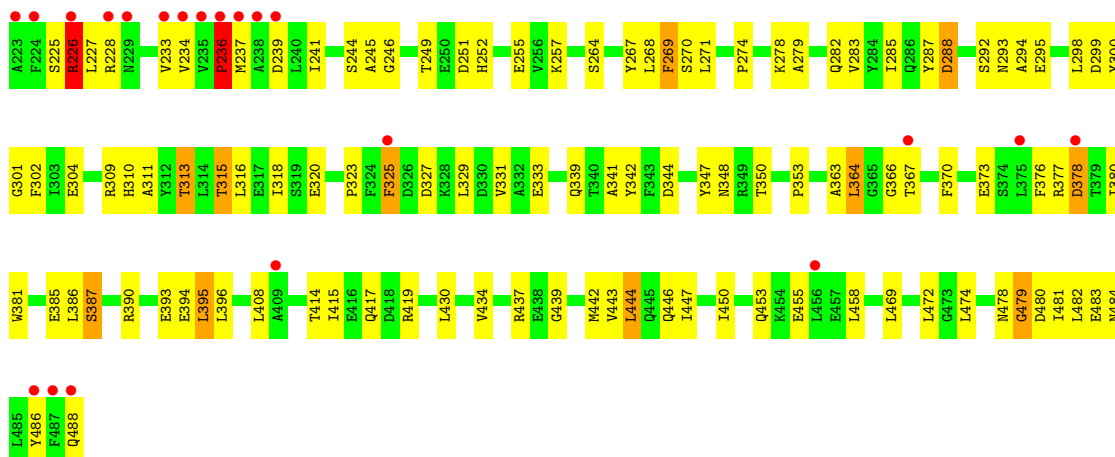 A223 F224 S225 R226 L227 R228 N229 V233 V234 V235 P236 M237 A238 D239 L240 I241 S244 A245 G246 T249 E250 D251 H252 E255 V256 K257 S264 Y267 L268 F269 S270 L271 P274 K278 A279 Q282 V283 Y284 I285 Q286 Y287 D288 S292 N293 A294 E295 L298 D299 Y300
G301 F302 I303 E304 R309 H310 A311 Y312 T313 L314 T315 L316 E317 I318 S319 E320 P323 F324 F325 D326 D327 K328 L329 D330 V331 A332 E333 Q339 T340 A341 Y342 F343 D344 Y347 N348 R349 T350 P353 A363 L364 G365 G366 T367 F370 E373 S374 L375 F376 R377 D378 T379 I380
W381 E385 L386 S387 R390 E393 E394 L395 L396 L408 A409 T414 I415 E416 Q417 D418 R419 L430 V434 R437 E438 G439 M442 V443 L444 Q445 Q446 I447 I450 Q453 K454 E455 L456 E457 L458 L469 L472 G473 L474 N478 G479 D480 I481 L482 E483 N484
L485 Y486 F487 Q488